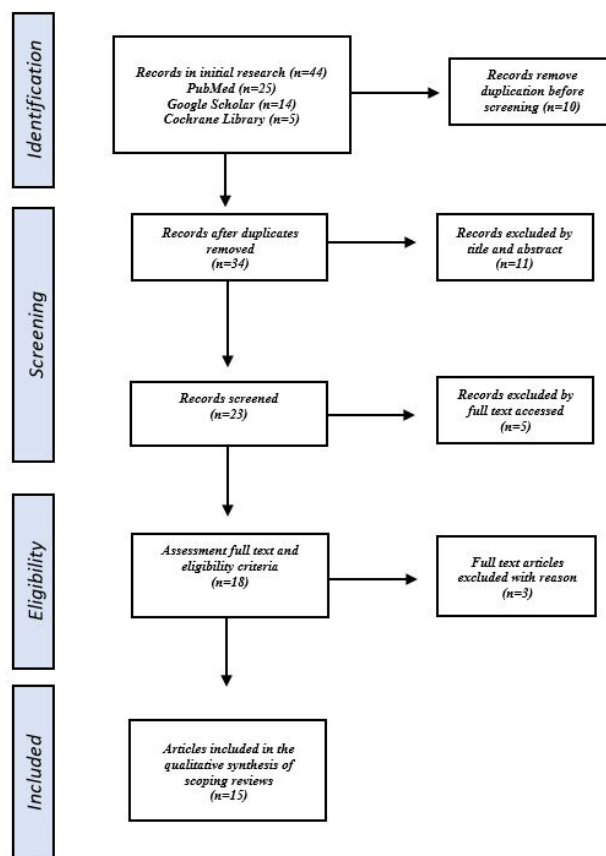 Identification
Records in initial research (n=44)
PubMed (n=25)
Google Scholar (n=14)
Cochrane Library (n=5)
Records remove
duplication before
screening (n=10)
Screening
Records after duplicates
removed
(n=34)
Records excluded by
title and abstract
(n=11)
Records screened
(n=23)
Records excluded by
full text accessed
(n=5)
Eligibility
Assessment full text and
eligibility criteria
(n=18)
Full text articles
excluded with reason
(n=3)
Included
Articles included in the
qualitative synthesis of
scoping reviews
(n=15)